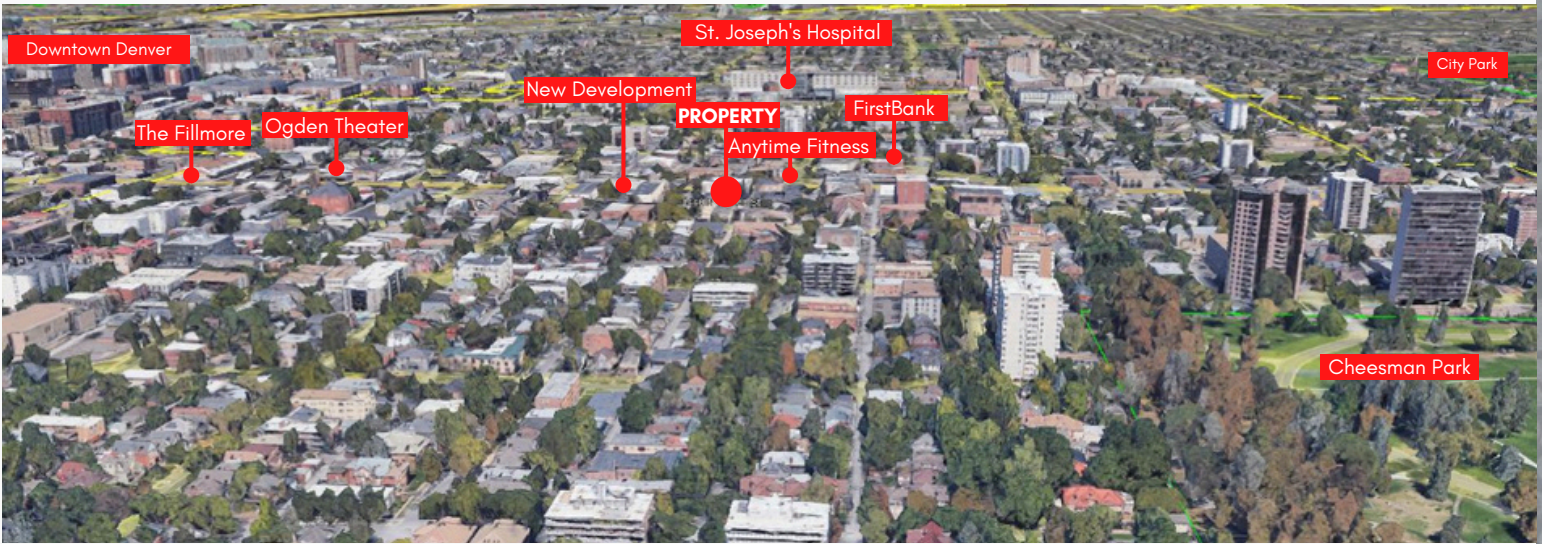 St. Joseph's Hospital
Downtown Denver
City Park
New Development
PROPERTY
FirstBank
The Fillmore
Ogden Theater
Anytime Fitness
Cheesman Park